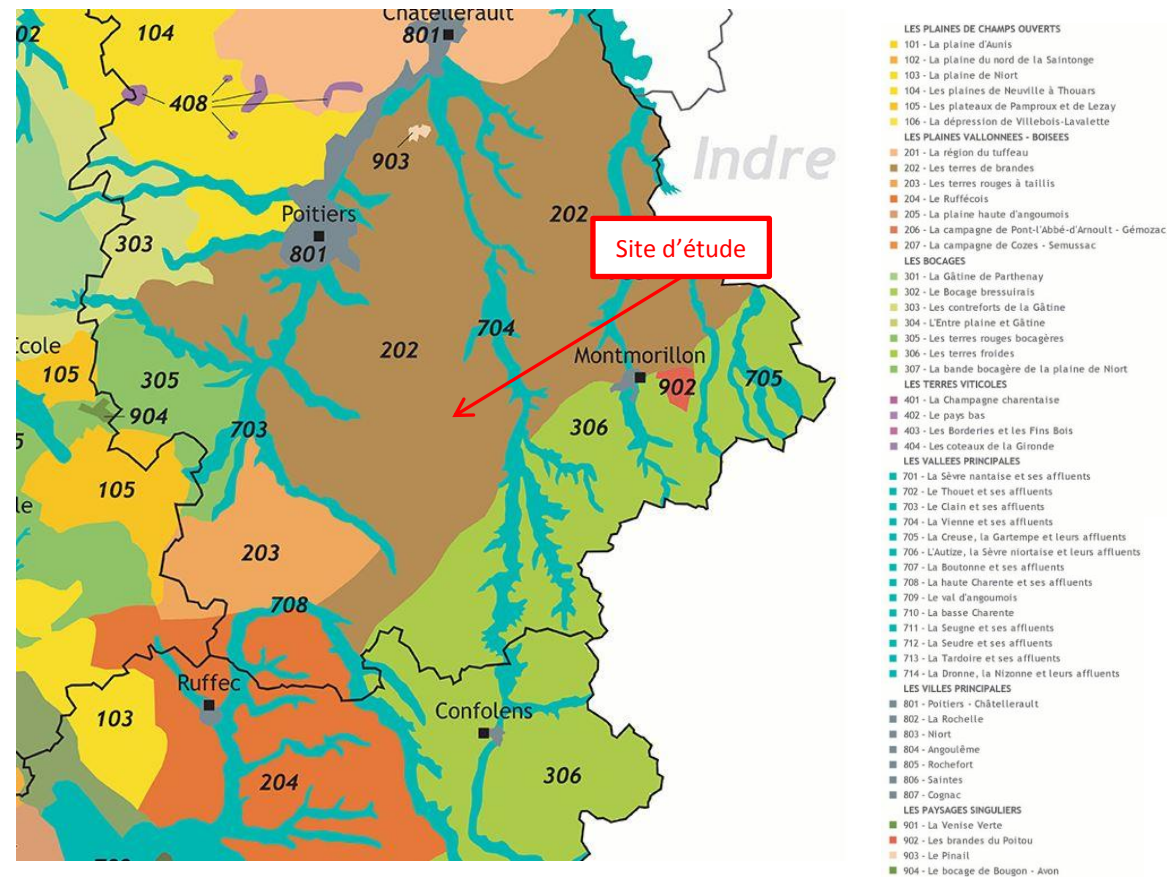 Châtellerault
801
02
104
408
903
Indre
202
Poitiers
801
303
Site d'étude
704
Montmorillon
École
105
305
202
902
705
904
703
306
5
105
le
203
708
Ruffec
Confolens
103
204
306
LES PLAINES DE CHAMPS OUVERTS
101 - La plaine d'Aunis
102 - La plaine du nord de la Saintonge
103 - La plaine de Niort
104 - Les plaines de Neuville à Thouars
105 - Les plateaux de Pamproux et de Lezay
106 - La dépression de Villebois-Lavalette
LES PLAINES VALLONNEES - BOISEES
201 - La région du tuffeau
202 - Les terres de brandes
203 - Les terres rouges à taillis
204 - Le Ruffécois
205 - La plaine haute d'angoumois
206 - La campagne de Pont-l'Abbé-d'Arnoult - Gémozac
207 - La campagne de Cozes - Semussac
LES BOCAGES
301 - La Gâtine de Parthenay
302 - Le Bocage bressuirais
303 - Les contreforts de la Gâtine
304 - L'Entre plaine et Gâtine
305 - Les terres rouges bocagères
306 - Les terres froides
307 - La bande bocagère de la plaine de Niort
LES TERRES VITICOLES
401 - La Champagne charentaise
402 - Le pays bas
403 - Les Borderies et les Fins Bois
404 - Les coteaux de la Gironde
LES VALLEES PRINCIPALES
701 - La Sèvre nantaise et ses affluents
702 - Le Thouet et ses affluents
703 - Le Clain et ses affluents
704 - La Vienne et ses affluents
705 - La Creuse, la Gartempe et leurs affluents
706 - L'Autize, la Sèvre niortaise et leurs affluents
707 - La Boutonne et ses affluents
708 - La haute Charente et ses affluents
709 - Le val d'angoumois
710 - La basse Charente
711 - La Seugne et ses affluents
712 - La Seudre et ses affluents
713 - La Tardoire et ses affluents
714 - La Dronne, la Nizonne et leurs affluents
LES VILLES PRINCIPALES
801 - Poitiers - Châtellerault
802 - La Rochelle
803 - Niort
804 - Angoulême
805 - Rochefort
806 - Saintes
807 - Cognac
LES PAYSAGES SINGULIERS
901 - La Venise Verte
902 - Les brandes du Poitou
903 - Le Pinail
904 - Le bocage de Bougon - Avon